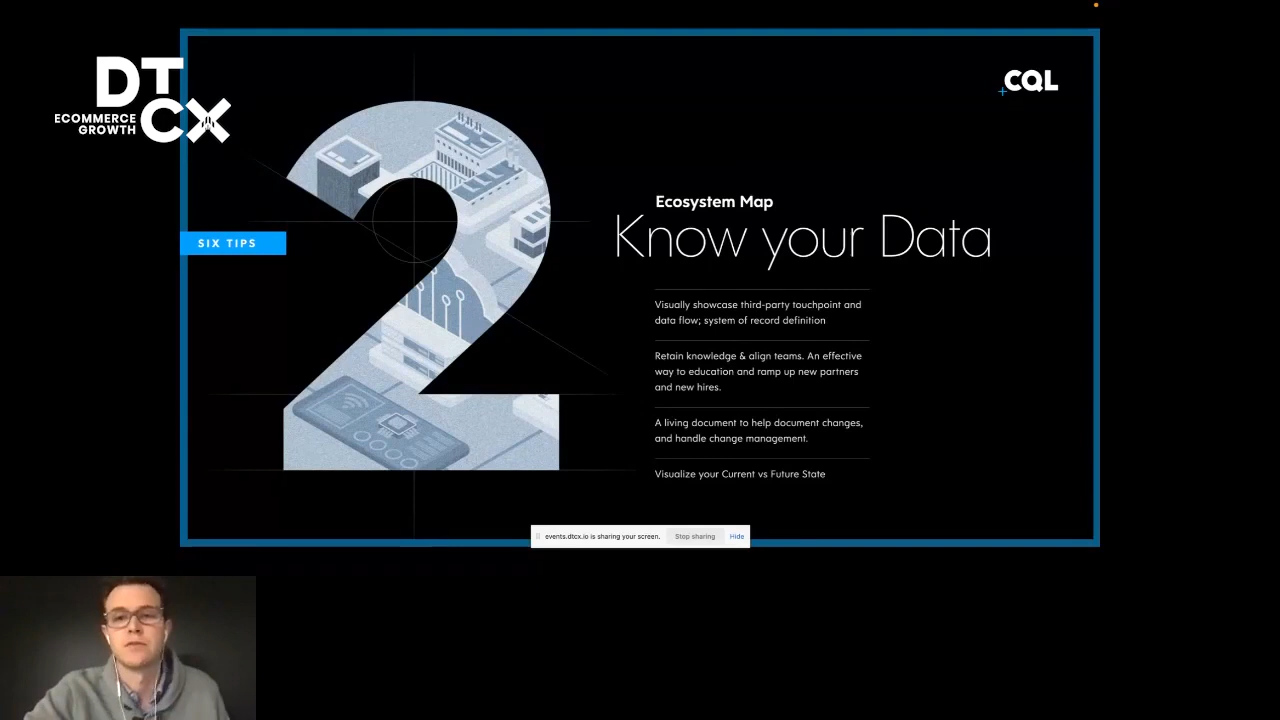 DT
CX
ECOMMERCE
GROWTH
CQL
SIX TIPS
Ecosystem Map
Know your Data
Visually showcase third-party touchpoint and
data flow; system of record definition
Retain knowledge & align teams. An effective
way to education and ramp up new partners
and new hires.
A living document to help document changes,
and handle change management.
Visualize your Current vs Future State
events.dtcx.io is sharing your screen. Stop sharing Hide